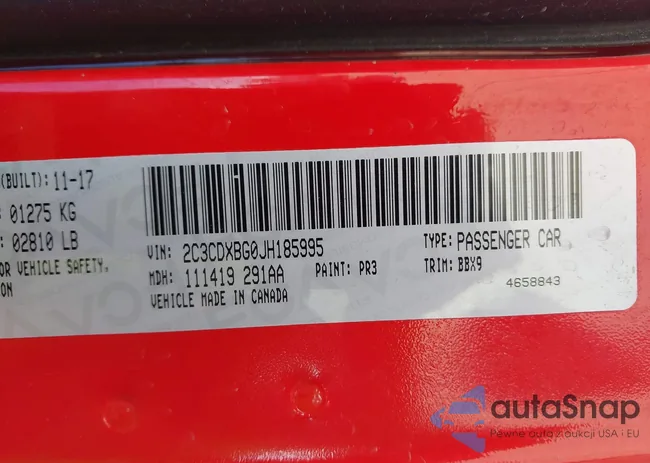 (BUILT): 11-17
01275 KG
02810 LB
OR VEHICLE SAFETY.
ON
VIN: 2C3CDXBG0JH185995
TYPE: PASSENGER CAR
MDH: 111419 291AA
PAINT: PR3
TRIM: BBX9
VEHICLE MADE IN CANADA
4658843
autaSnap
Pewne auta z aukcji USA i EU